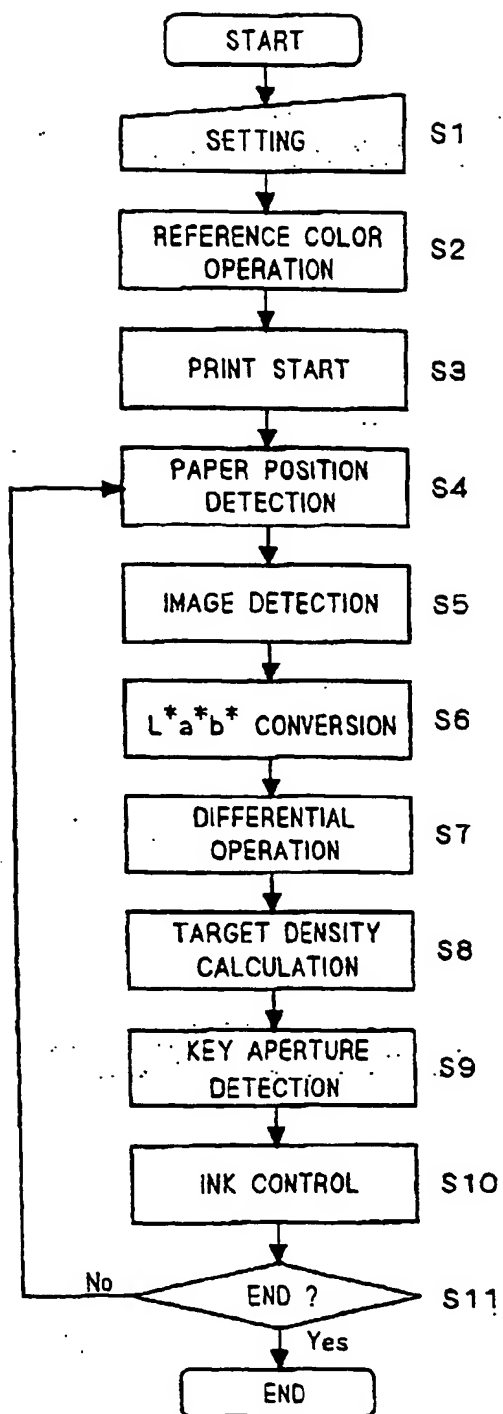 START
SETTING S1
REFERENCE COLOR
OPERATION S2
PRINT START S3
PAPER POSITION
DETECTION S4
IMAGE DETECTION S5
L*a*b* CONVERSION S6
DIFFERENTIAL
OPERATION S7
TARGET DENSITY
CALCULATION S8
KEY APERTURE
DETECTION S9
INK CONTROL S10
No END ? S11
Yes
END